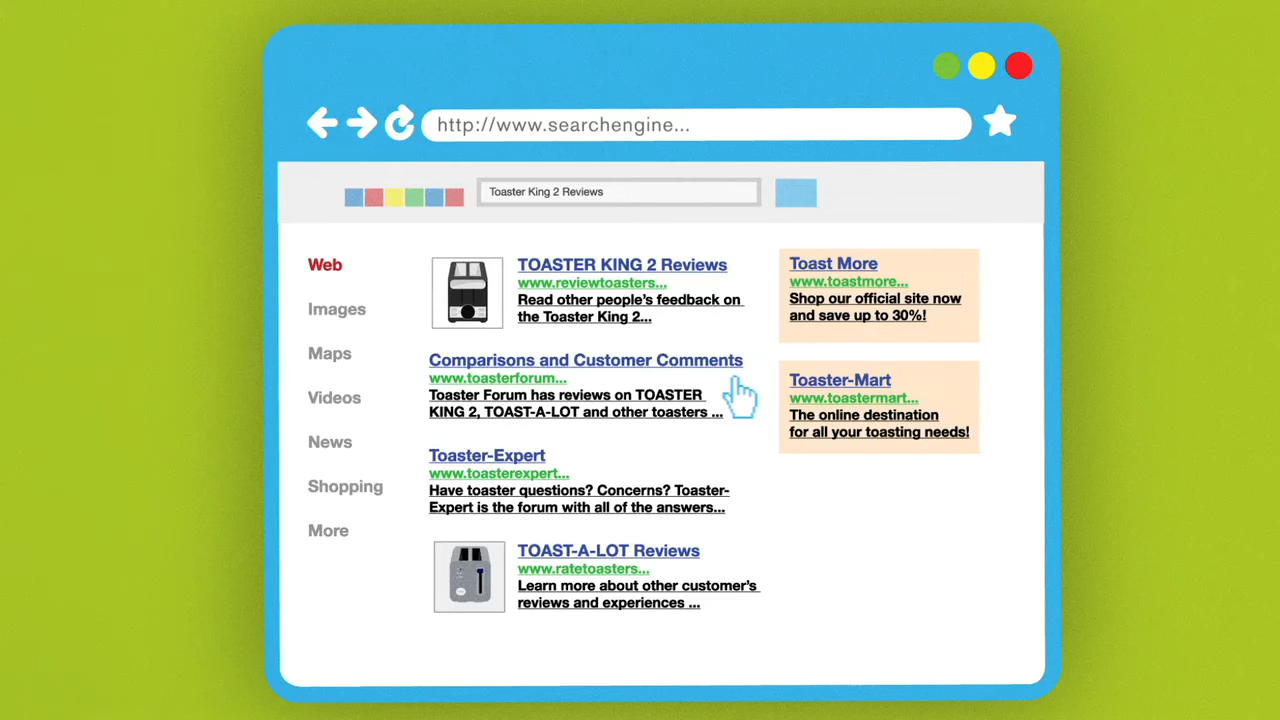 http://www.searchengine...
Toaster King 2 Reviews
Web
Images
Maps
Videos
News
Shopping
More
TOASTER KING 2 Reviews
www.reviewtoasters...
Read other people's feedback on
the Toaster King 2...
Comparisons and Customer Comments
www.toasterforum...
Toaster Forum has reviews on TOASTER
KING 2, TOAST-A-LOT and other toasters ...
Toaster-Expert
www.toasterexpert...
Have toaster questions? Concerns? Toaster-
Expert is the forum with all of the answers...
TOAST-A-LOT Reviews
www.ratetoasters...
Learn more about other customer's
reviews and experiences ...
Toast More
www.toastmore...
Shop our official site now
and save up to 30%!
Toaster-Mart
www.toastermart...
The online destination
for all your toasting needs!